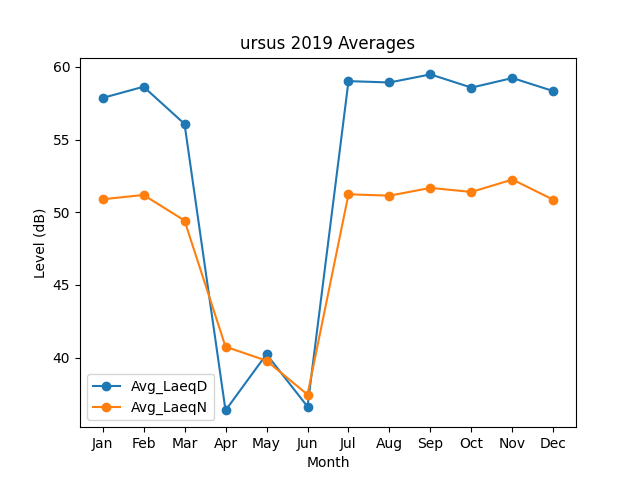 ursus 2019 Averages
Level (dB)
60
55
50
45
40
Avg_LaeqD
Avg_LaeqN
Jan Feb Mar Apr May Jun Jul Aug Sep Oct Nov Dec
Month